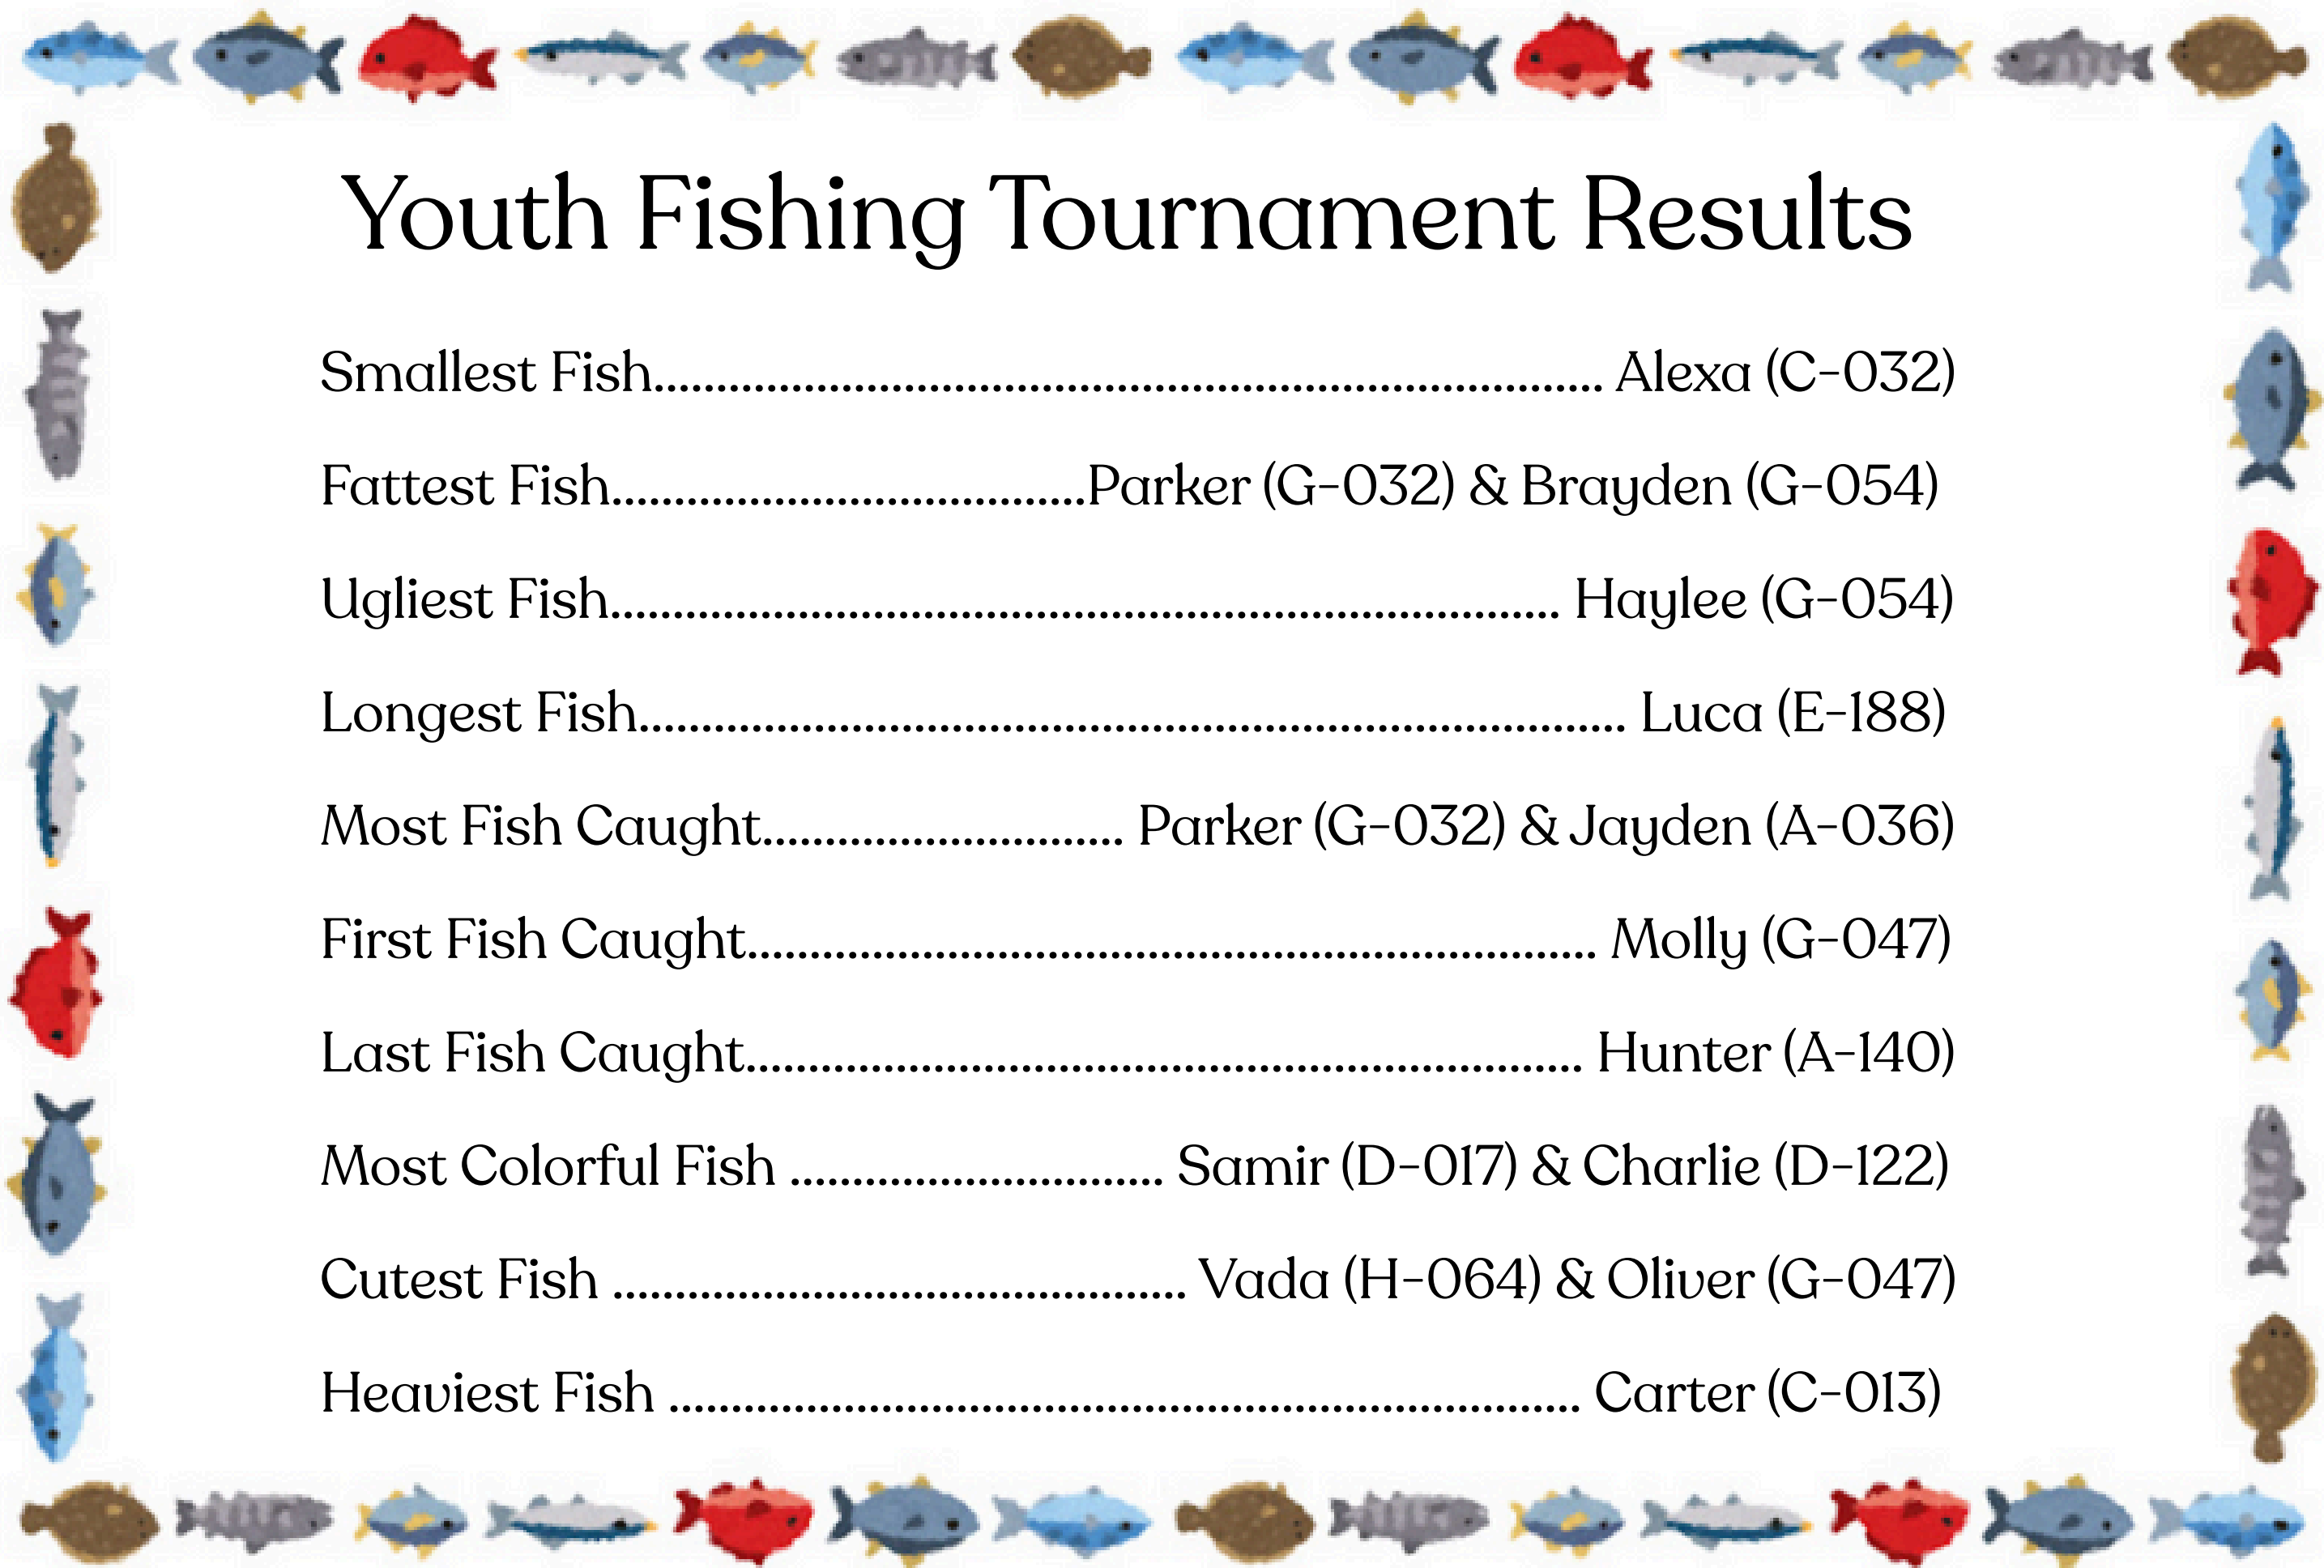 Youth Fishing Tournament Results
Smallest Fish............................................................................ Alexa (C-032)
Fattest Fish......................................Parker (G-032) & Brayden (G-054)
Ugliest Fish............................................................................ Haylee (G-054)
Longest Fish............................................................................... Luca (E-188)
Most Fish Caught............................. Parker (G-032) & Jayden (A-036)
First Fish Caught.................................................................... Molly (G-047)
Last Fish Caught................................................................... Hunter (A-140)
Most Colorful Fish .............................. Samir (D-017) & Charlie (D-122)
Cutest Fish .............................................. Vada (H-064) & Oliver (G-047)
Heaviest Fish ......................................................................... Carter (C-013)